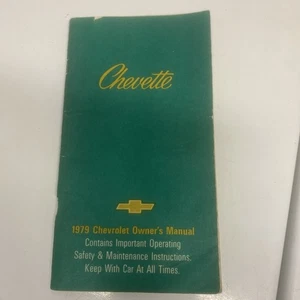 Chevette
1979 Chevrolet Owner's Manual
Contains Important Operating
Safety & Maintenance Instructions.
Keep With Car At All Times.